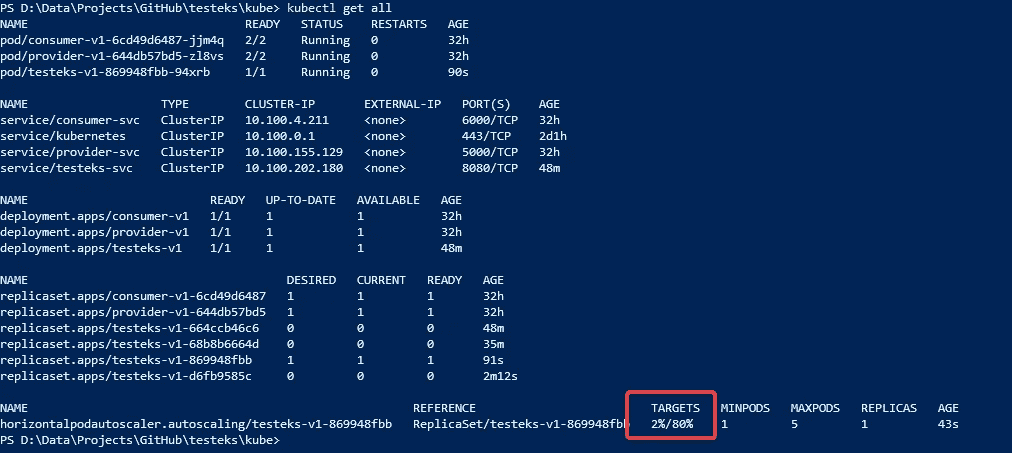 PS D:\Data\Projects\GitHub\testeks\kube> kubectl get all
NAME READY STATUS RESTARTS AGE
pod/consumer-v1-6cd49d6487-jjm4q 2/2 Running 0 32h
pod/provider-v1-644db57bd5-zl8vs 2/2 Running 0 32h
pod/testeks-v1-869948fbb-94xrb 1/1 Running 0 90s
NAME TYPE CLUSTER-IP EXTERNAL-IP PORT(S) AGE
service/consumer-svc ClusterIP 10.100.4.211 <none> 6000/TCP 32h
service/kubernetes ClusterIP 10.100.0.1 <none> 443/TCP 2d1h
service/provider-svc ClusterIP 10.100.155.129 <none> 5000/TCP 32h
service/testeks-svc ClusterIP 10.100.202.180 <none> 8080/TCP 48m
NAME READY UP-TO-DATE AVAILABLE AGE
deployment.apps/consumer-v1 1/1 1 1 32h
deployment.apps/provider-v1 1/1 1 1 32h
deployment.apps/testeks-v1 1/1 1 1 48m
NAME DESIRED CURRENT READY AGE
replicaset.apps/consumer-v1-6cd49d6487 1 1 1 32h
replicaset.apps/provider-v1-644db57bd5 1 1 1 32h
replicaset.apps/testeks-v1-664ccb46c6 0 0 0 48m
replicaset.apps/testeks-v1-68b8b6664d 0 0 0 35m
replicaset.apps/testeks-v1-869948fbb 1 1 1 91s
replicaset.apps/testeks-v1-d6fb9585c 0 0 0 2m12s
NAME REFERENCE TARGETS MINPODS MAXPODS REPLICAS AGE
horizontalpodautoscaler.autoscaling/testeks-v1-869948fbb ReplicaSet/testeks-v1-869948fbb 2%/80% 1 5 1 43s
PS D:\Data\Projects\GitHub\testeks\kube>